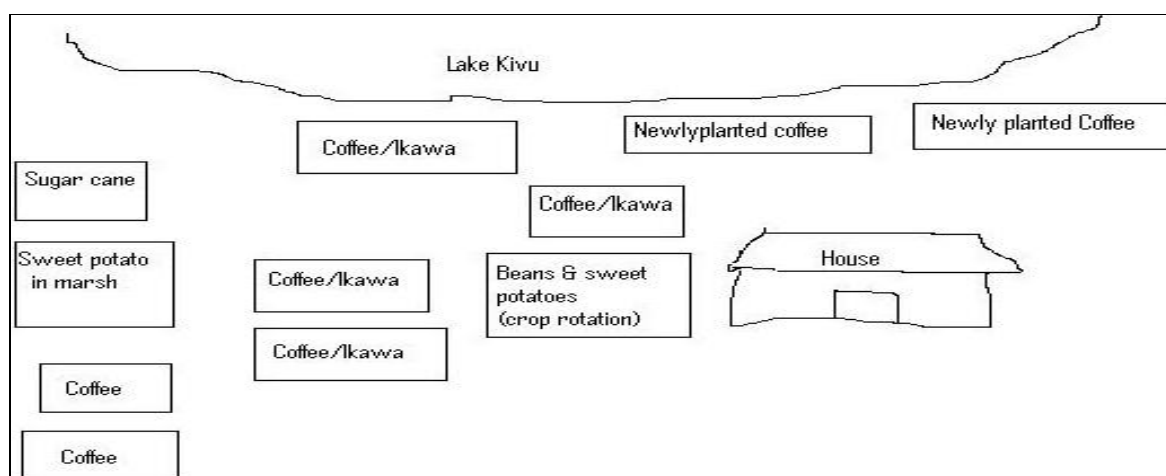 Lake Kivu
Newlyplanted coffee
Newly planted Coffee
Coffee/Ikawa
Sugar cane
Coffee/Ikawa
Sweet potato
in marsh
Coffee/Ikawa
Beans & sweet
potatoes
(crop rotation)
House
Coffee/Ikawa
Coffee
Coffee